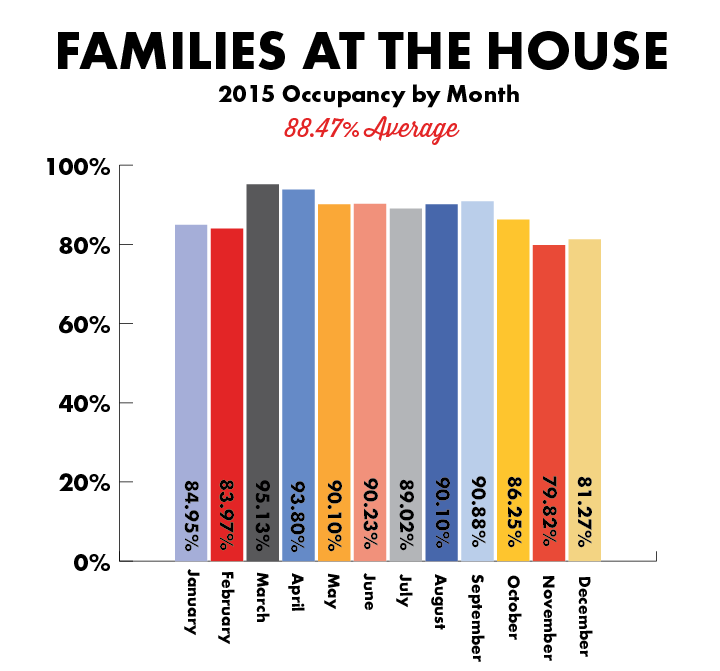 FAMILIES AT THE HOUSE
2015 Occupancy by Month
88.47% Average
100%
80%
60%
40%
20%
0%
84.95%
83.97%
95.13%
93.80%
90.10%
90.23%
89.02%
90.10%
90.88%
86.25%
79.82%
81.27%
January
February
March
April
May
June
July
August
September
October
November
December